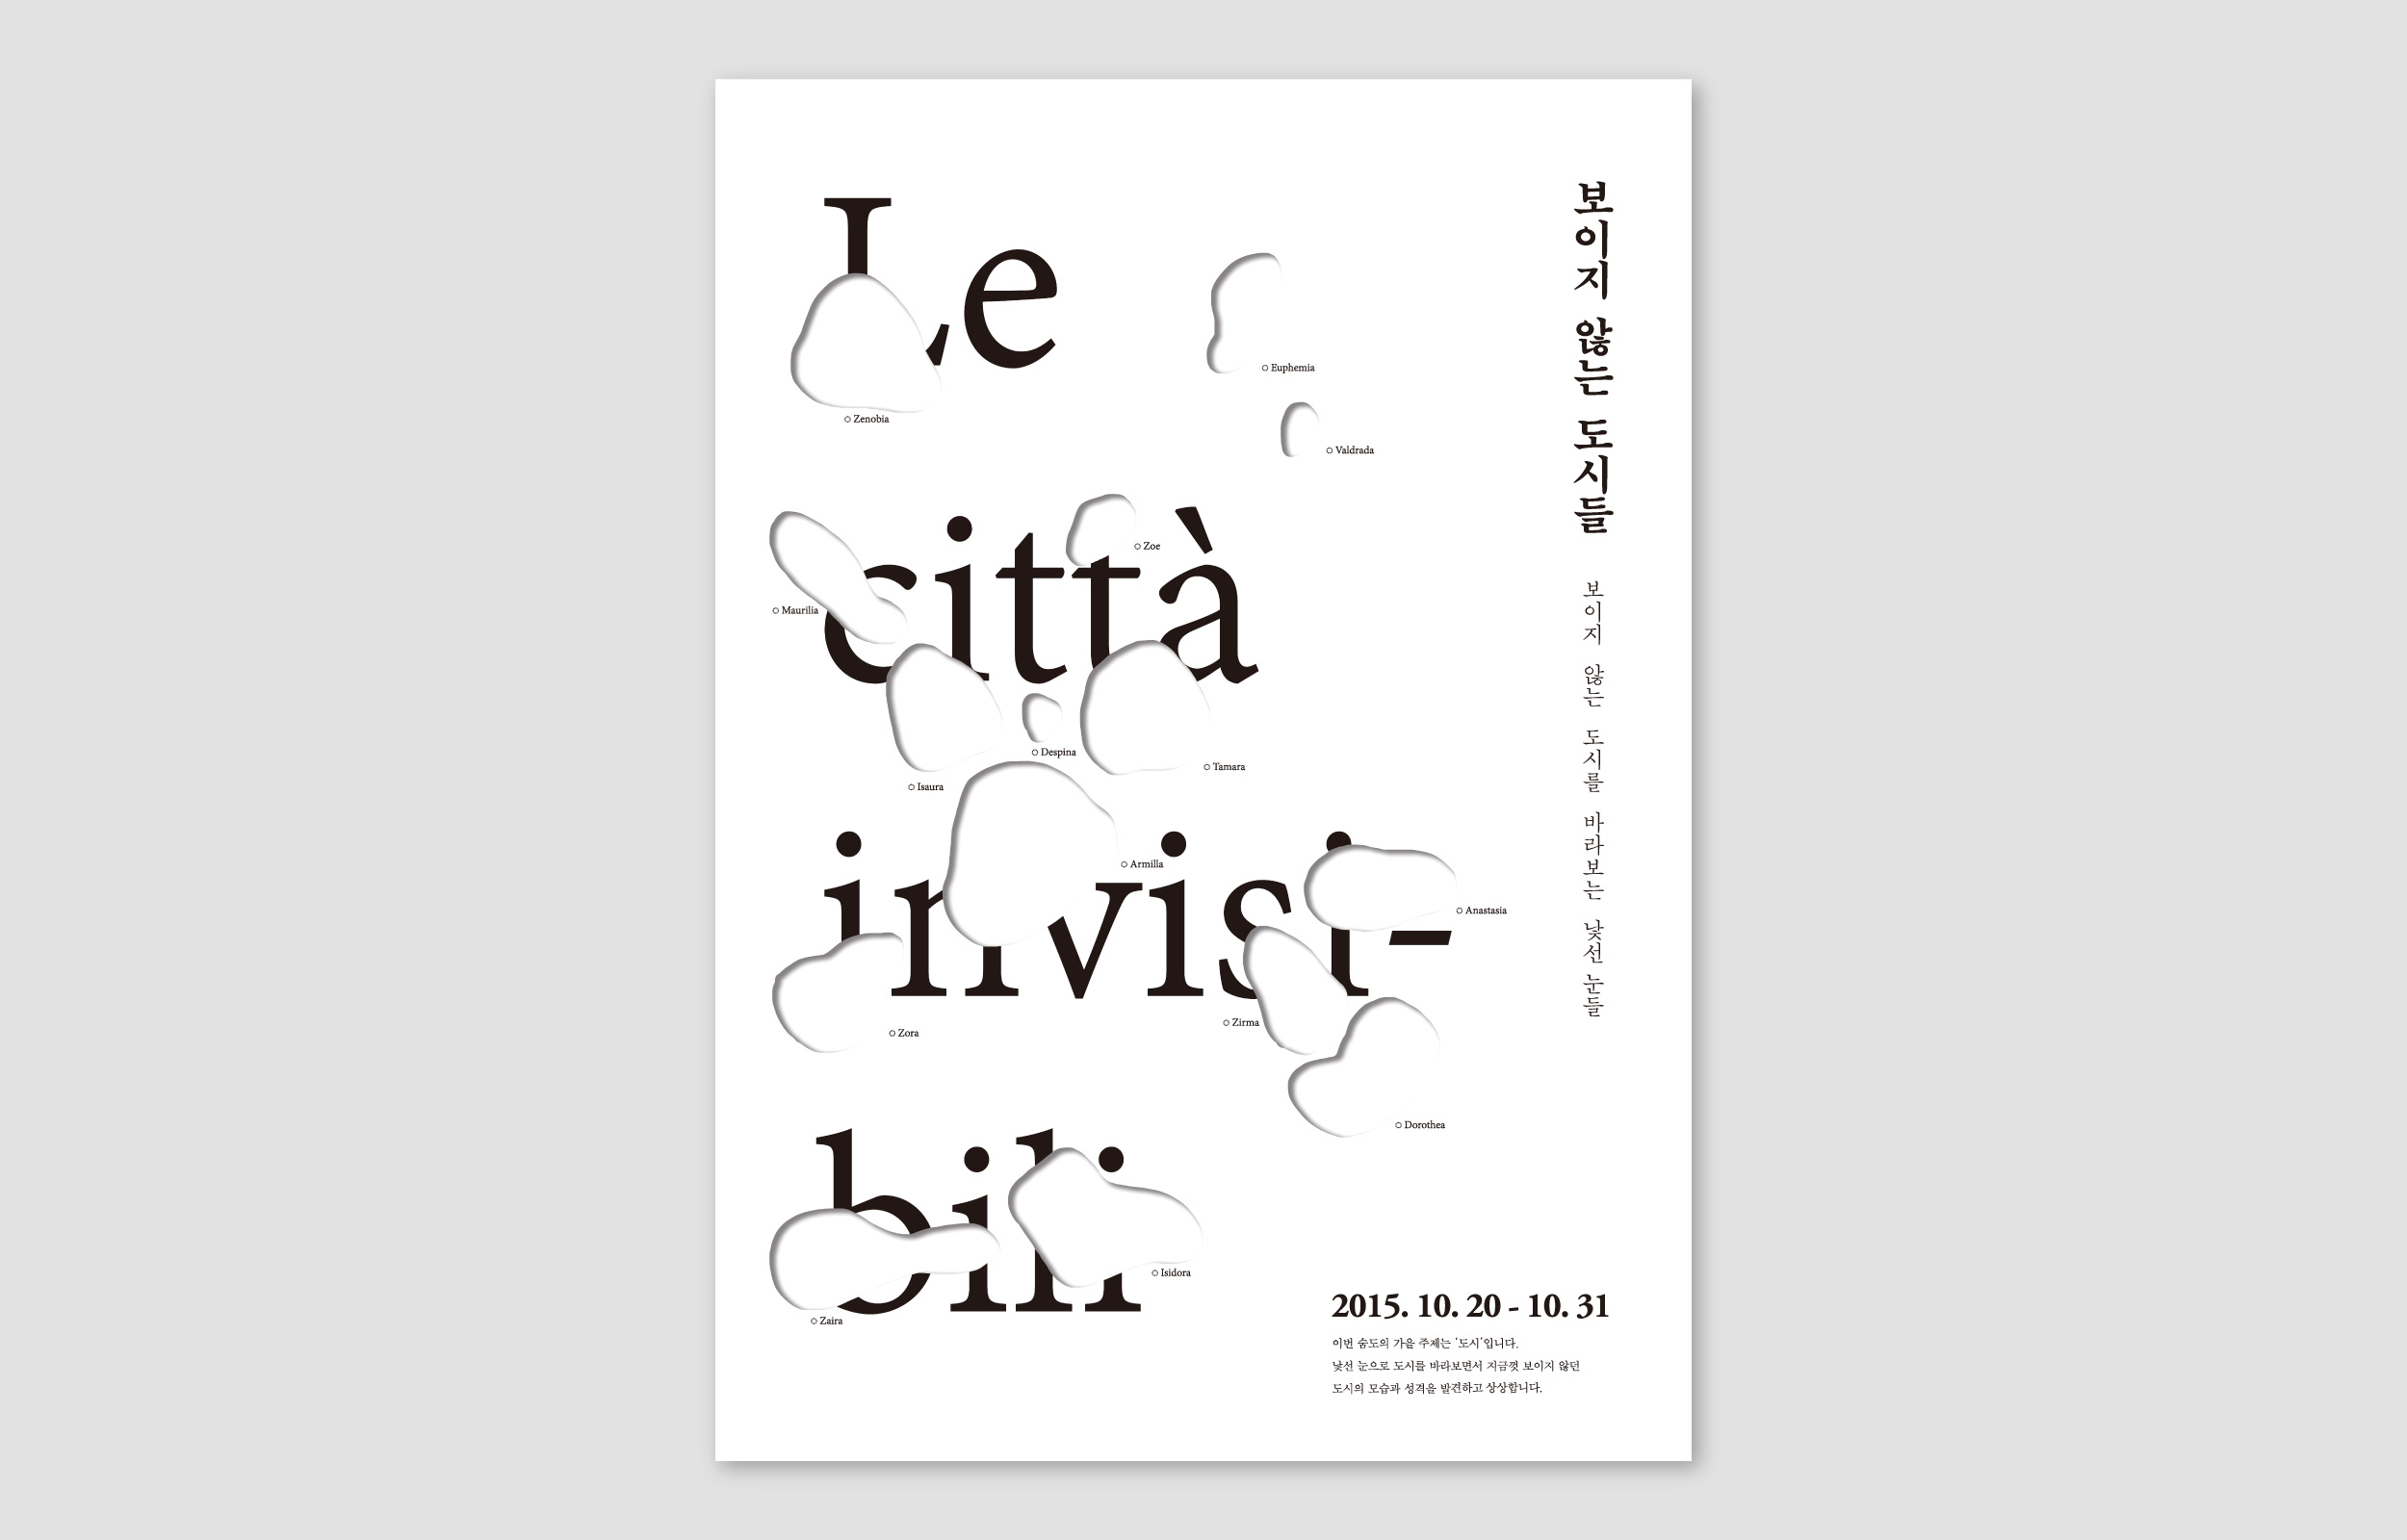 Le
città
invisi-
bili
Zenobia
Euphemia
Valdrada
Zoe
Maurilia
Despina
Tamara
Isaura
Armilla
Anastasia
Zora
Zirma
Dorothea
Isidora
Zaira
보이지 않는 도시들
보이지 않는 도시를 바라보는 낯선 눈들
2015. 10. 20 - 10. 31
이번 숨도의 가을 주제는 '도시'입니다.
낯선 눈으로 도시를 바라보면서 지금껏 보이지 않던
도시의 모습과 성격을 발견하고 상상합니다.